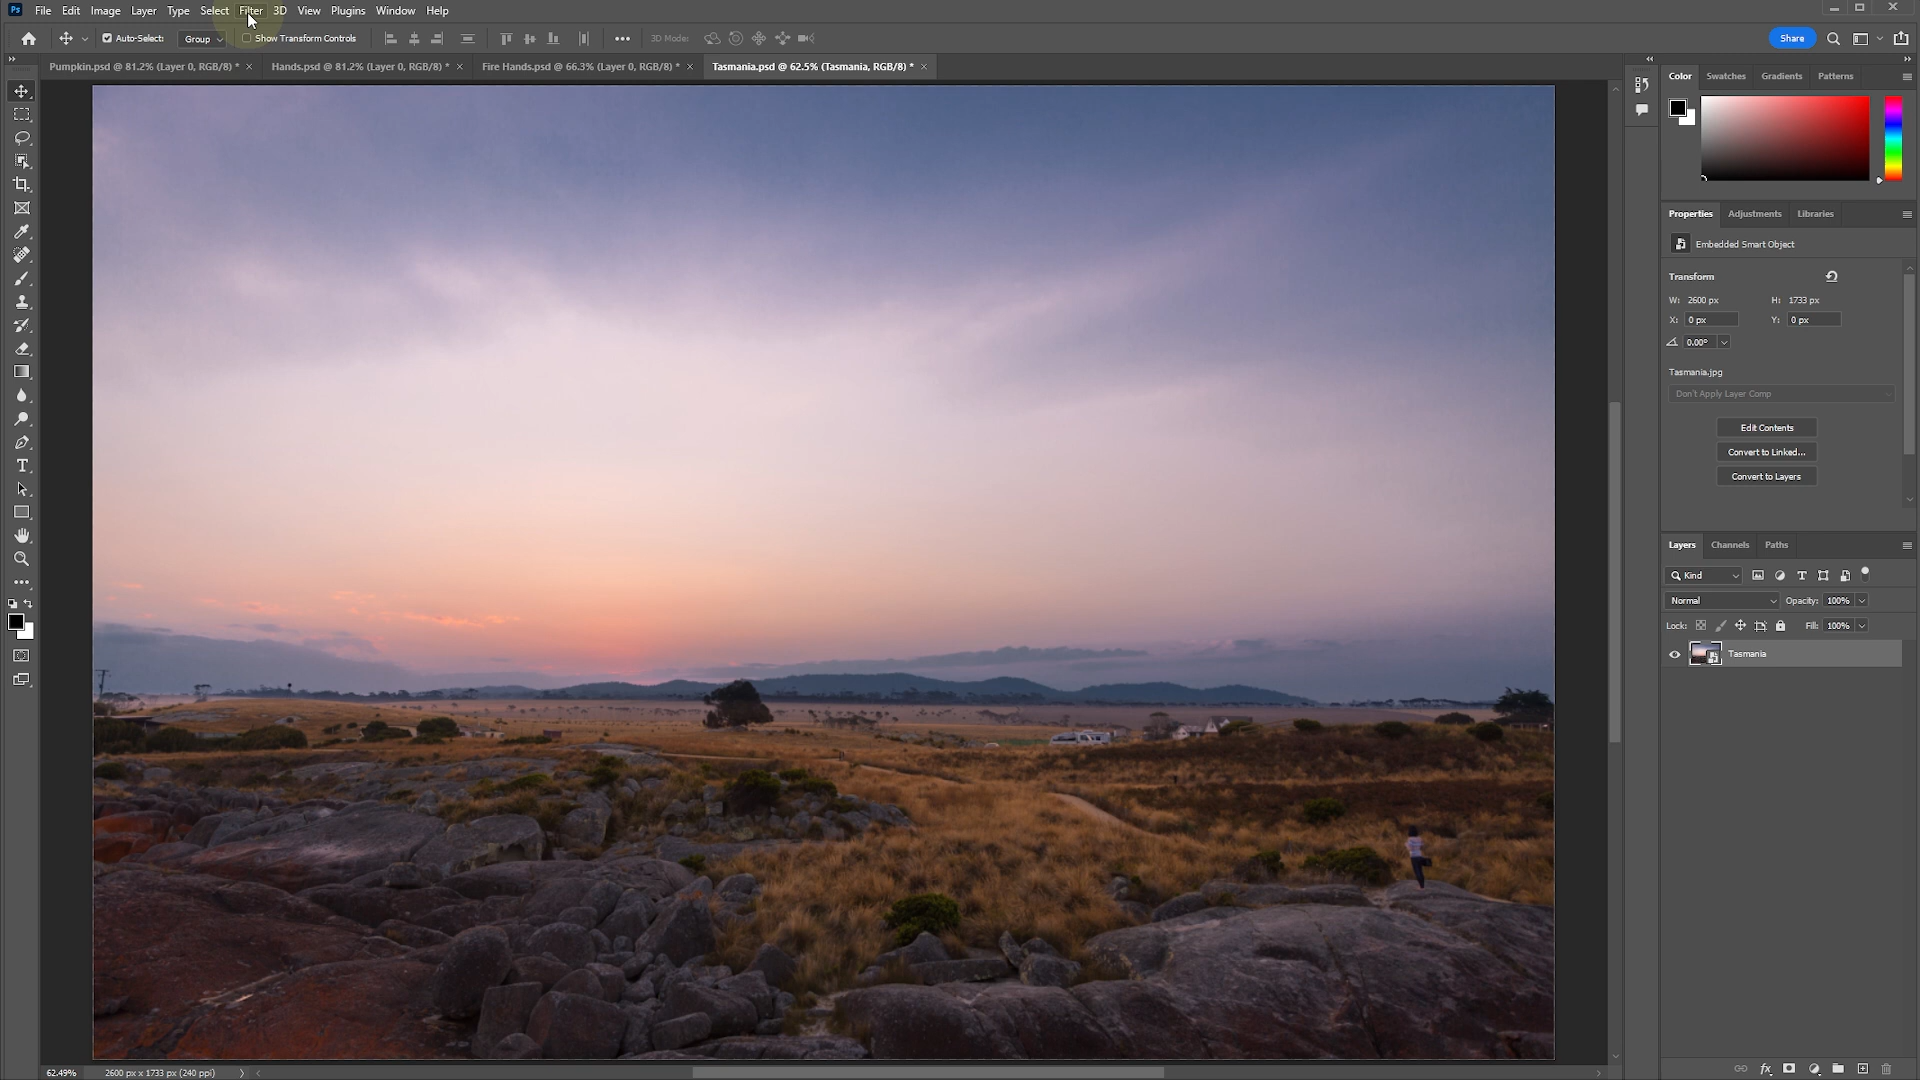 Ps File Edit Image Layer Type Select Filter 3D View Plugins Window Help
Auto-Select: Group Show Transform Controls 3D Mode: Share
Pumpkin.psd @ 81.2% (Layer 0, RGB/8) * Hands.psd @ 81.2% (Layer 0, RGB/8) * Fire Hands.psd @ 66.3% (Layer 0, RGB/8) * Tasmania.psd @ 62.5% (Tasmania, RGB/8) *
Color Swatches Gradients Patterns
Properties Adjustments Libraries
Embedded Smart Object
Transform
W: 2600 px H: 1733 px
X: 0 px Y: 0 px
0.00°
Tasmania.jpg
Don't Apply Layer Comp
Edit Contents
Convert to Linked...
Convert to Layers
Layers Channels Paths
Kind
Normal Opacity: 100%
Lock: Fill: 100%
Tasmania
62.49% 2600 px x 1733 px (240 ppi)
fx